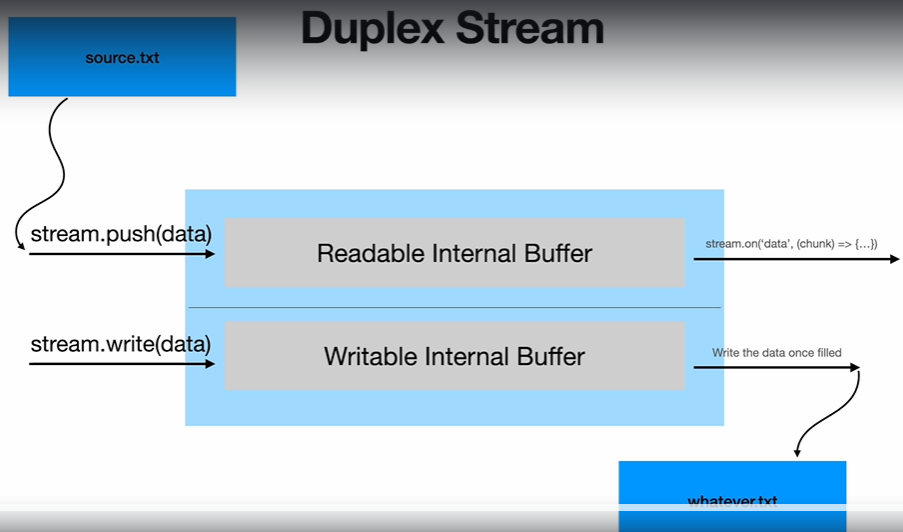 Duplex Stream
source.txt
stream.push(data)
Readable Internal Buffer
stream.on(‘data’, (chunk) => {…})
stream.write(data)
Writable Internal Buffer
Write the data once filled
whatever.txt